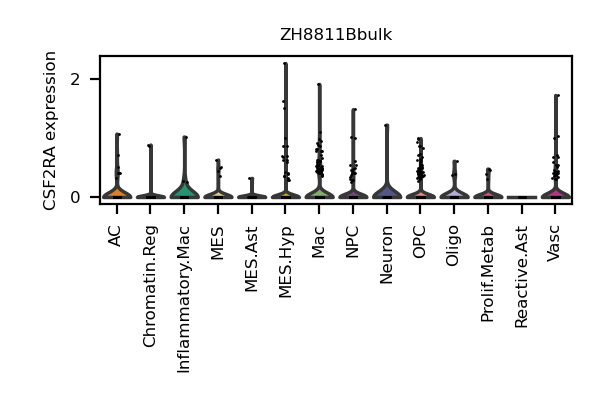 ZH8811Bbulk
CSF2RA expression
2
0
AC
Chromatin.Reg
Inflammatory.Mac
MES
MES.Ast
MES.Hyp
Mac
NPC
Neuron
OPC
Oligo
Prolif.Metab
Reactive.Ast
Vasc